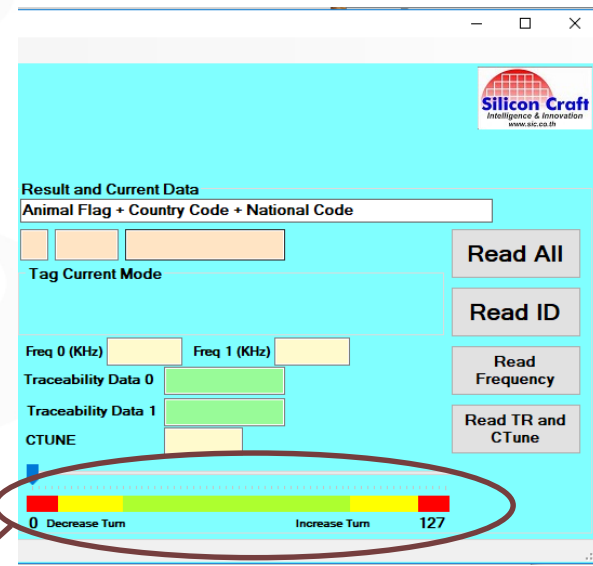 Silicon Craft
Intelligence & Innovation
www.sic.co.th
Result and Current Data
Animal Flag + Country Code + National Code
Read All
Tag Current Mode
Read ID
Freq 0 (KHz) Freq 1 (KHz)
Read
Frequency
Traceability Data 0
Traceability Data 1
Read TR and
CTune
CTUNE
0 Decrease Turn Increase Turn 127